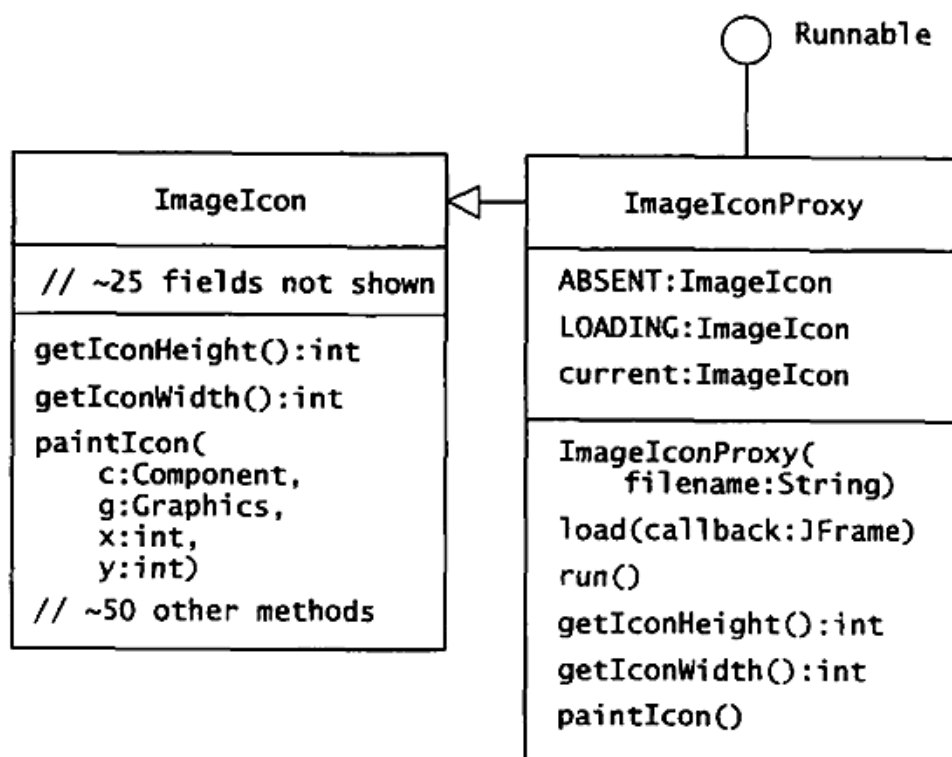 Runnable
ImageIcon
// ~25 fields not shown
getIconHeight():int
getIconWidth():int
paintIcon(
c:Component,
g:Graphics,
x:int,
y:int)
// ~50 other methods
ImageIconProxy
ABSENT:ImageIcon
LOADING:ImageIcon
current:ImageIcon
ImageIconProxy(
filename:String)
load(callback:JFrame)
run()
getIconHeight():int
getIconWidth():int
paintIcon()